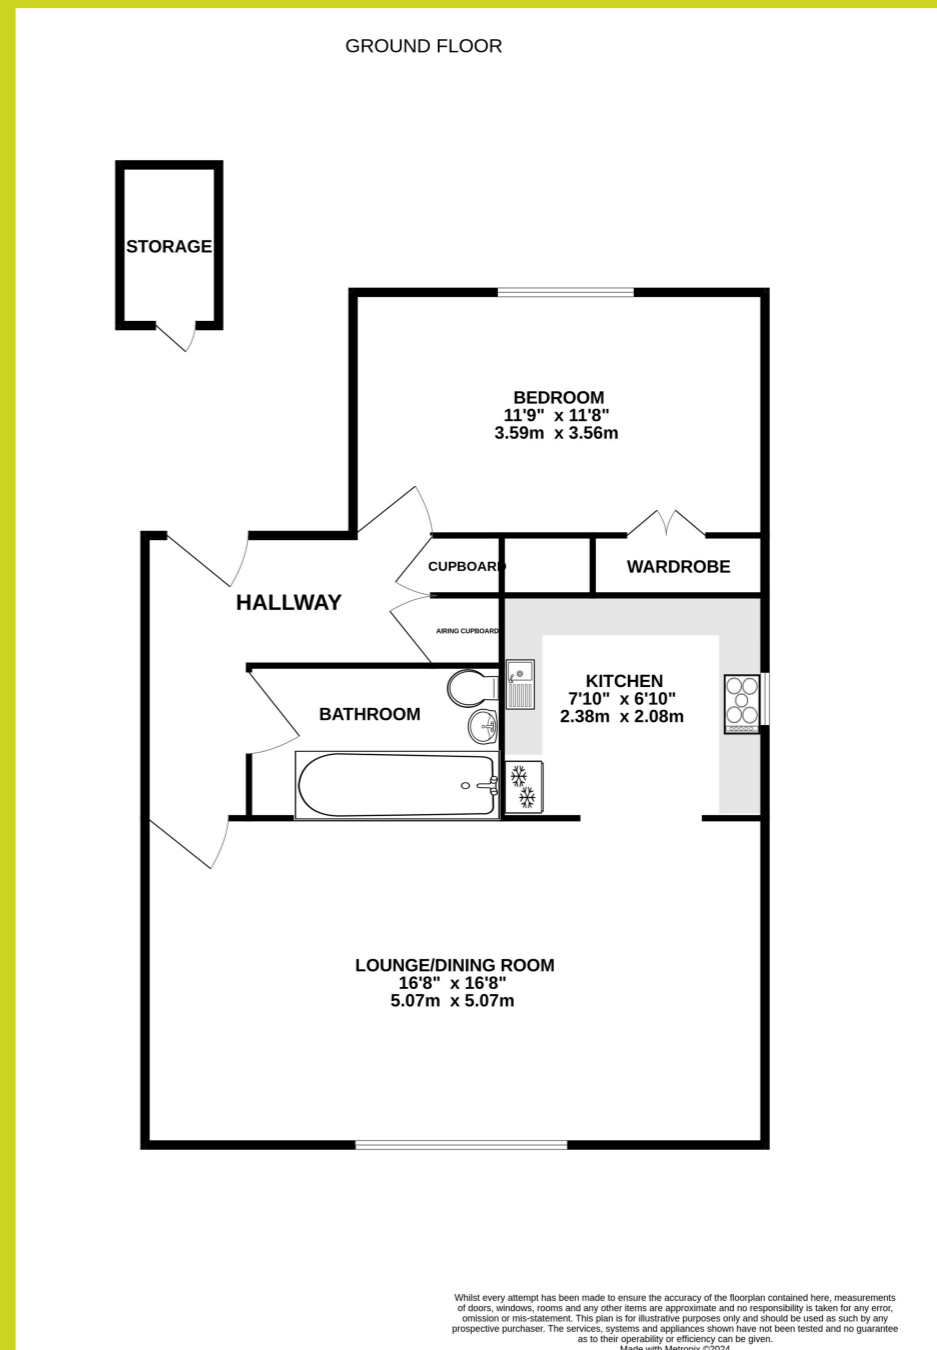 GROUND FLOOR
STORAGE
BEDROOM
11'9" x 11'8"
3.59m x 3.56m
CUPBOARD
WARDROBE
HALLWAY
AIRING CUPBOARD
KITCHEN
7'10" x 6'10"
2.38m x 2.08m
BATHROOM
LOUNGE/DINING ROOM
16'8" x 16'8"
5.07m x 5.07m
Whilst every attempt has been made to ensure the accuracy of the floorplan contained here, measurements
of doors, windows, rooms and any other items are approximate and no responsibility is taken for any error,
omission or mis-statement. This plan is for illustrative purposes only and should be used as such by any
prospective purchaser. The services, systems and appliances shown have not been tested and no guarantee
as to their operability or efficiency can be given.
Made with Metropix ©2024